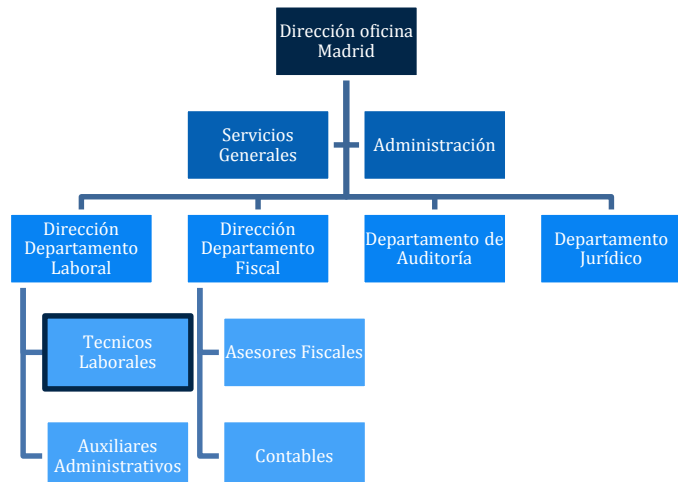 Dirección oficina
Madrid
Servicios
Generales
Administración
Dirección
Departamento
Laboral
Dirección
Departamento
Fiscal
Departamento de
Auditoría
Departamento
Jurídico
Tecnicos
Laborales
Asesores Fiscales
Auxiliares
Administrativos
Contables